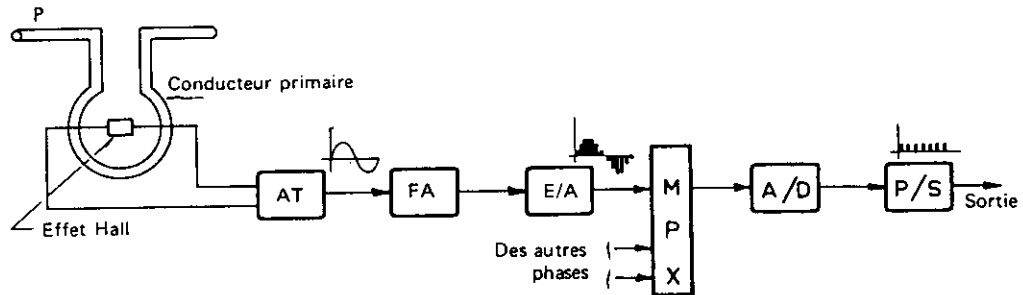 P
Conducteur primaire
Effet Hall
AT
FA
E/A
M
P
X
Des autres
phases
A/D
P/S
Sortie